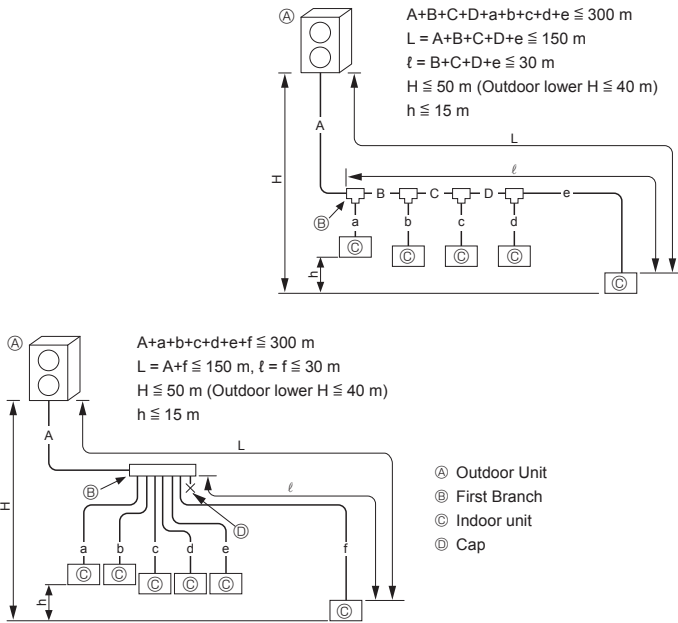 Ⓐ
A+B+C+D+a+b+c+d+e ≦ 300 m
L = A+B+C+D+e ≦ 150 m
ℓ = B+C+D+e ≦ 30 m
H ≦ 50 m (Outdoor lower H ≦ 40 m)
h ≦ 15 m
A
L
H
ℓ
B C D e
Ⓑ a b c d
Ⓒ Ⓒ Ⓒ Ⓒ
h
Ⓒ
Ⓐ
A+a+b+c+d+e+f ≦ 300 m
L = A+f ≦ 150 m, ℓ = f ≦ 30 m
H ≦ 50 m (Outdoor lower H ≦ 40 m)
h ≦ 15 m
A
L
H
Ⓑ
ℓ
Ⓓ
a b c d e f
Ⓒ Ⓒ Ⓒ Ⓒ Ⓒ
h
Ⓒ
Ⓐ Outdoor Unit
Ⓑ First Branch
Ⓒ Indoor unit
Ⓓ Cap